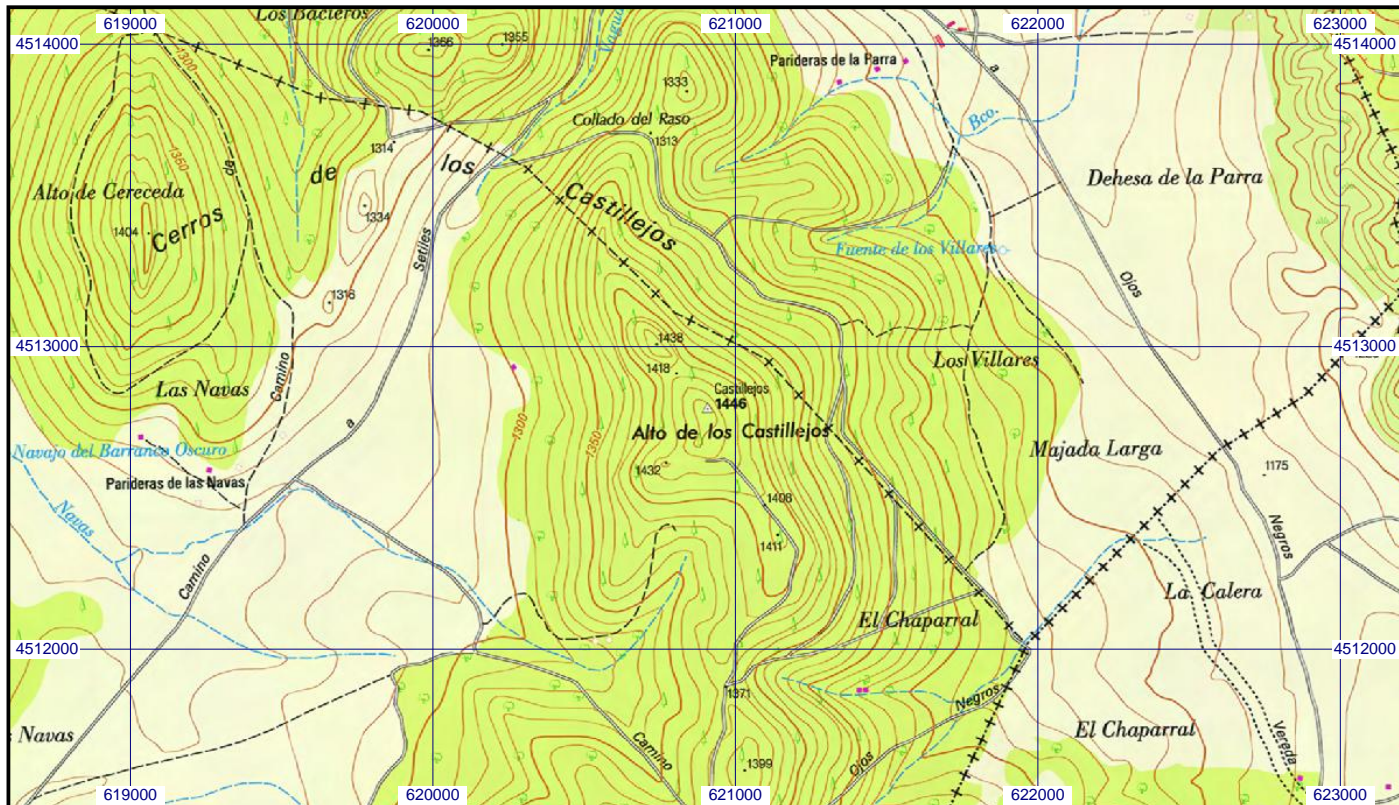 619000
620000
621000
622000
623000
Los Bacieros
4514000
4514000
1366
1355
1300
Parideras de la Parra
a
1333
Collado del Raso
Bco.
1314
1313
1350
de
los
de
Alto de Cereceda
Dehesa de la Parra
Castillejos
1334
1404
Cerros
Setiles
Fuente de los Villares
Ojos
1316
4513000
4513000
1438
1418
Los Villares
Camino
Las Navas
Castillejos
1446
1300
1350
a
Alto de los Castillejos
Navajo del Barranco Oscuro
Majada Larga
1432
1175
Parideras de las Navas
1408
Navas
Negros
1411
Camino
La Calera
El Chaparral
4512000
4512000
1371
Negros
Navas
Camino
El Chaparral
Vereda
1399
Ojos
619000
620000
621000
622000
623000